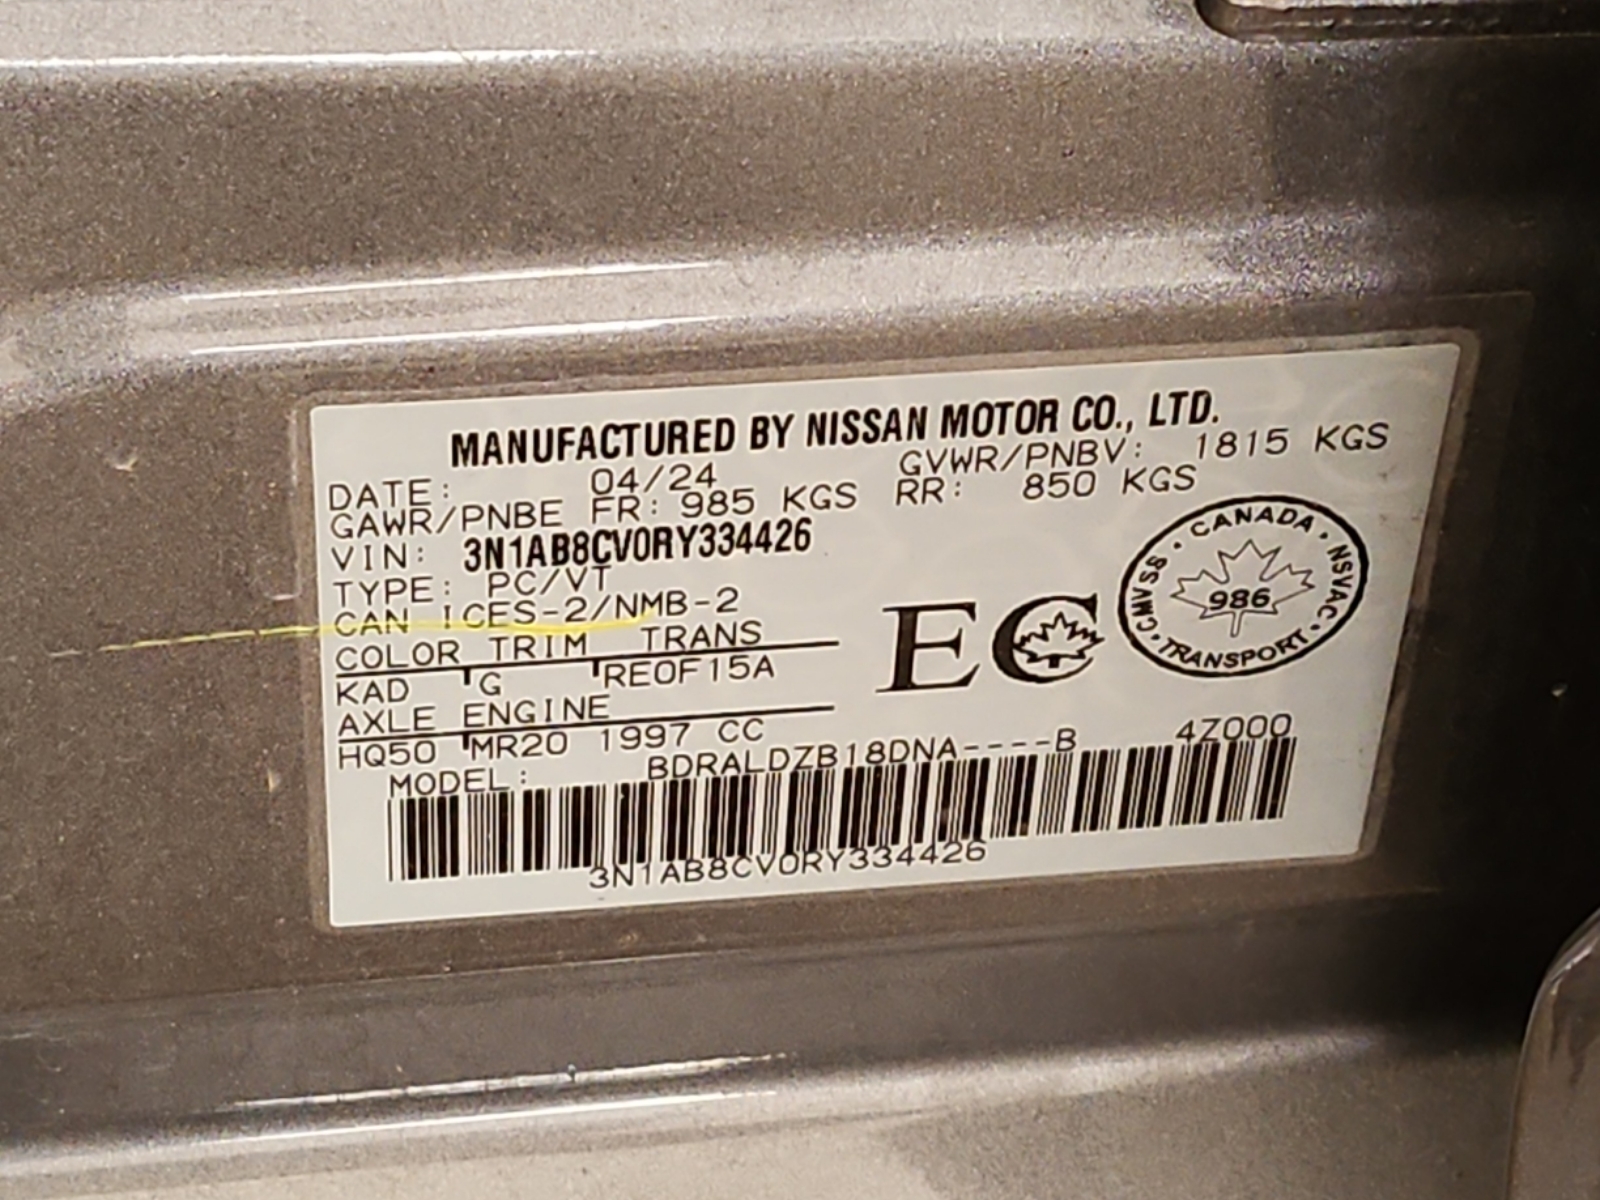 MANUFACTURED BY NISSAN MOTOR CO., LTD.
DATE: 04/24 GVWR/PNBV: 1815 KGS
GAWR/PNBE FR: 985 KGS RR: 850 KGS
VIN: 3N1AB8CV0RY334426
TYPE: PC/VT
CAN ICES-2/NMB-2
COLOR TRIM TRANS
KAD G RE0F15A
AXLE ENGINE
HQ50 MR20 1997 CC
MODEL: BDRALDZB18DNA----B 4Z000
3N1AB8CV0RY334426
EC
CANADA · NSVAC · TRANSPORT · CMVSS ·
986